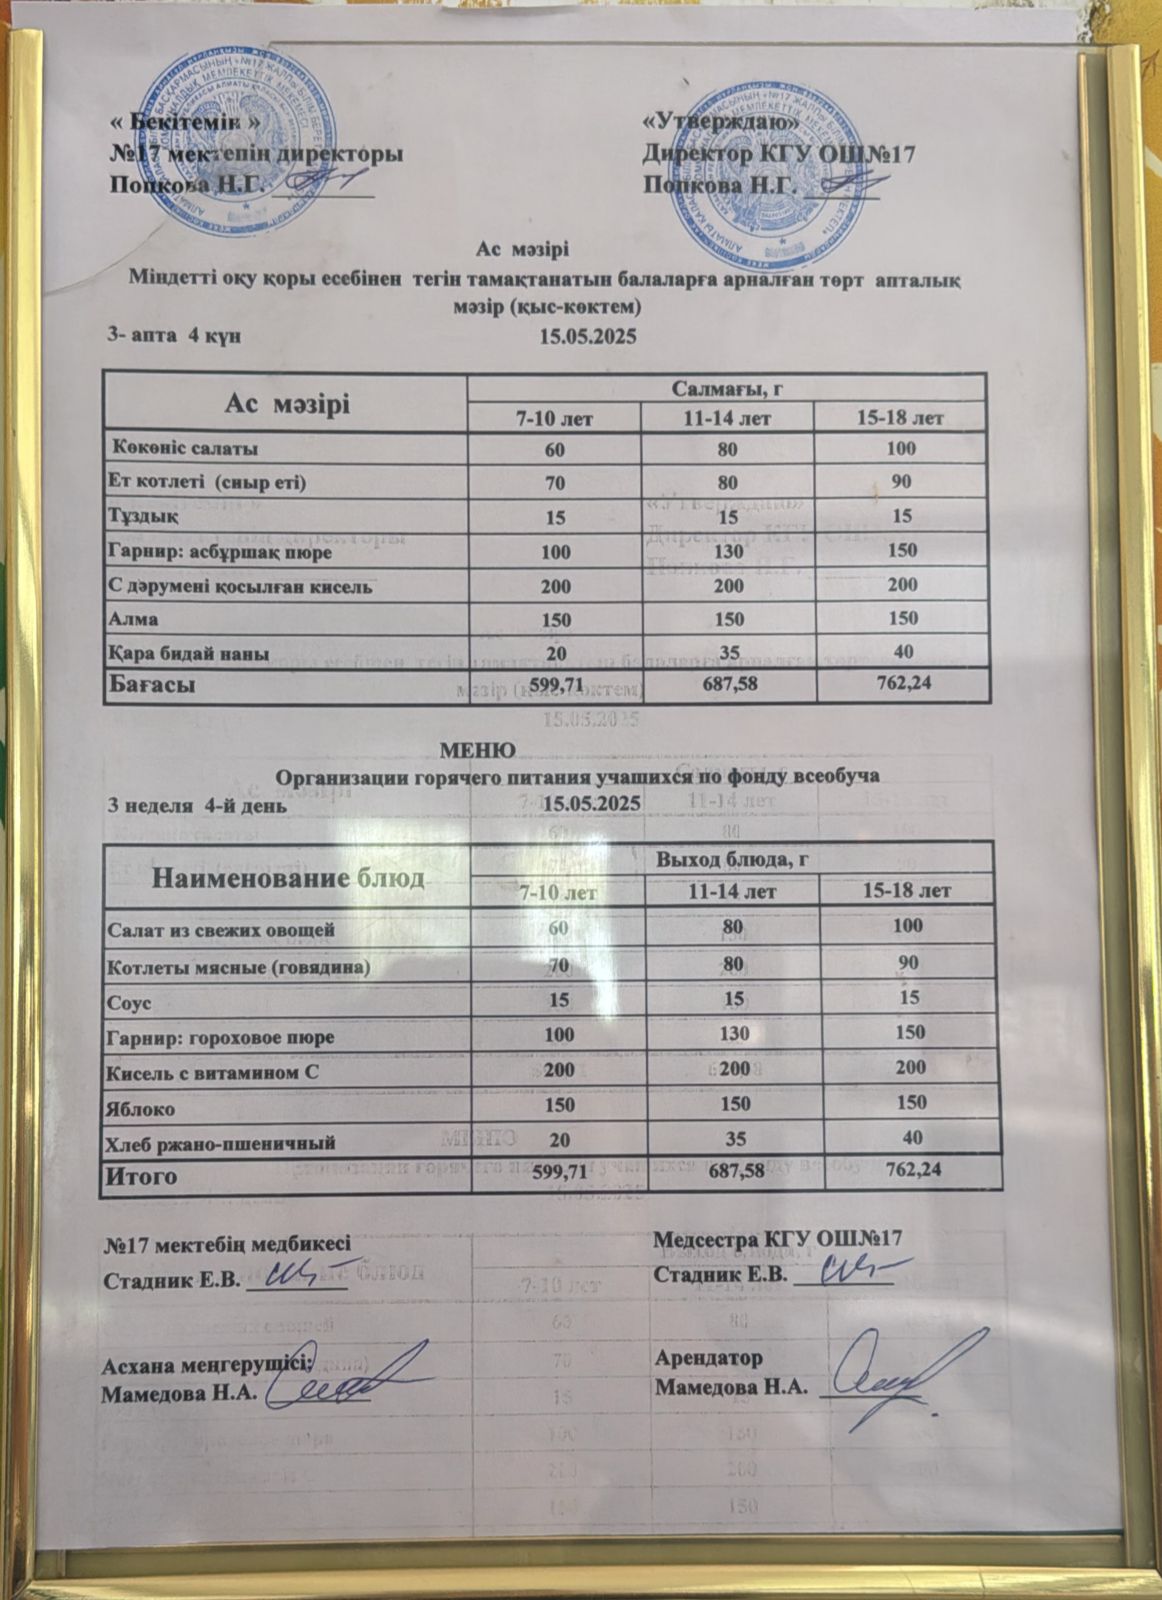 « Бекітемін »
№17 мектепің директоры
Попкова Н.Г. ________
«Утверждаю»
Директор КГУ ОШ№17
Попкова Н.Г. ______
Ас мәзірі
Міндетті оқу қоры есебінен тегін тамақтанатын балаларға арналған төрт апталық
мәзір (қыс-көктем)
3- апта 4 күн 15.05.2025
Ас мәзірі Салмағы, г
7-10 лет 11-14 лет 15-18 лет
Көкөніс салаты 60 80 100
Ет котлеті (сиыр еті) 70 80 90
Тұздық 15 15 15
Гарнир: асбұршақ пюре 100 130 150
С дәрумені қосылған кисель 200 200 200
Алма 150 150 150
Қара бидай наны 20 35 40
Бағасы 599,71 687,58 762,24
МЕНЮ
Организации горячего питания учашихся по фонду всеобуча
3 неделя 4-й день 15.05.2025
Наименование блюд Выход блюда, г
7-10 лет 11-14 лет 15-18 лет
Салат из свежих овощей 60 80 100
Котлеты мясные (говядина) 70 80 90
Соус 15 15 15
Гарнир: гороховое пюре 100 130 150
Кисель с витамином С 200 200 200
Яблоко 150 150 150
Хлеб ржано-пшеничный 20 35 40
Итого 599,71 687,58 762,24
№17 мектебің медбикесі
Стадник Е.В. ________
Медсестра КГУ ОШ№17
Стадник Е.В. ________
Асхана меңгерушісі;
Мамедова Н.А. ________
Арендатор
Мамедова Н.А. ________